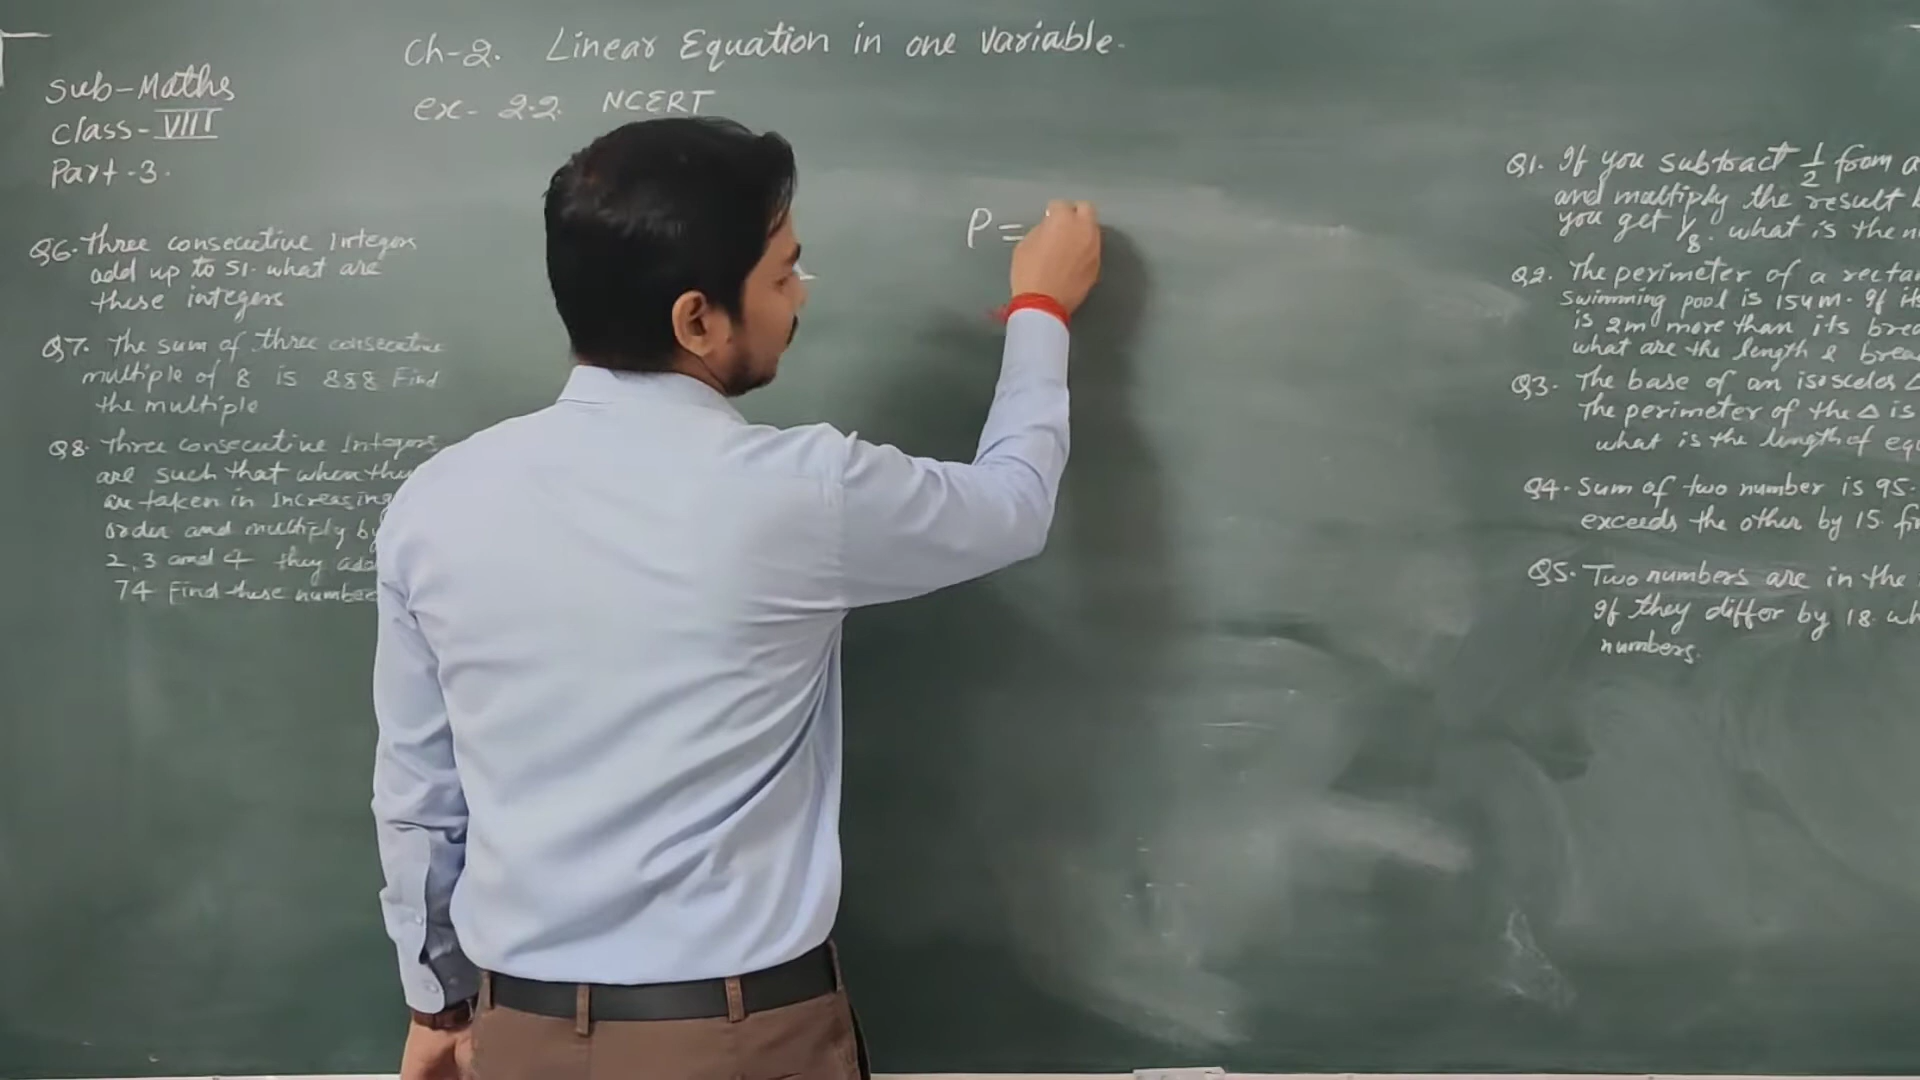 Ch-2. Linear Equation in one variable.
ex- 2.2. NCERT
Sub-Maths
Class-VIII
Part-3.
Q6. Three consecutive Integers
add up to 51. what are
these integers
Q7. The sum of three consecutive
multiple of 8 is 888 Find
the multiple
Q8. Three consecutive Integers
are such that when they
are taken in Increasing
order and multiply by
2, 3 and 4 they add
74 Find these number
P=
Q1. If you subtract 1/2 from a
and multiply the result
you get 1/8. what is the
Q2. The perimeter of a
swimming pool is 154m. If
is 2m more than its
what are the length &
Q3. The base of an isosceles Δ
The perimeter of the Δ is
what is the length of
Q4. Sum of two number is 95.
exceeds the other by 15.
Q5. Two numbers are in the
If they differ by 18.
numbers.